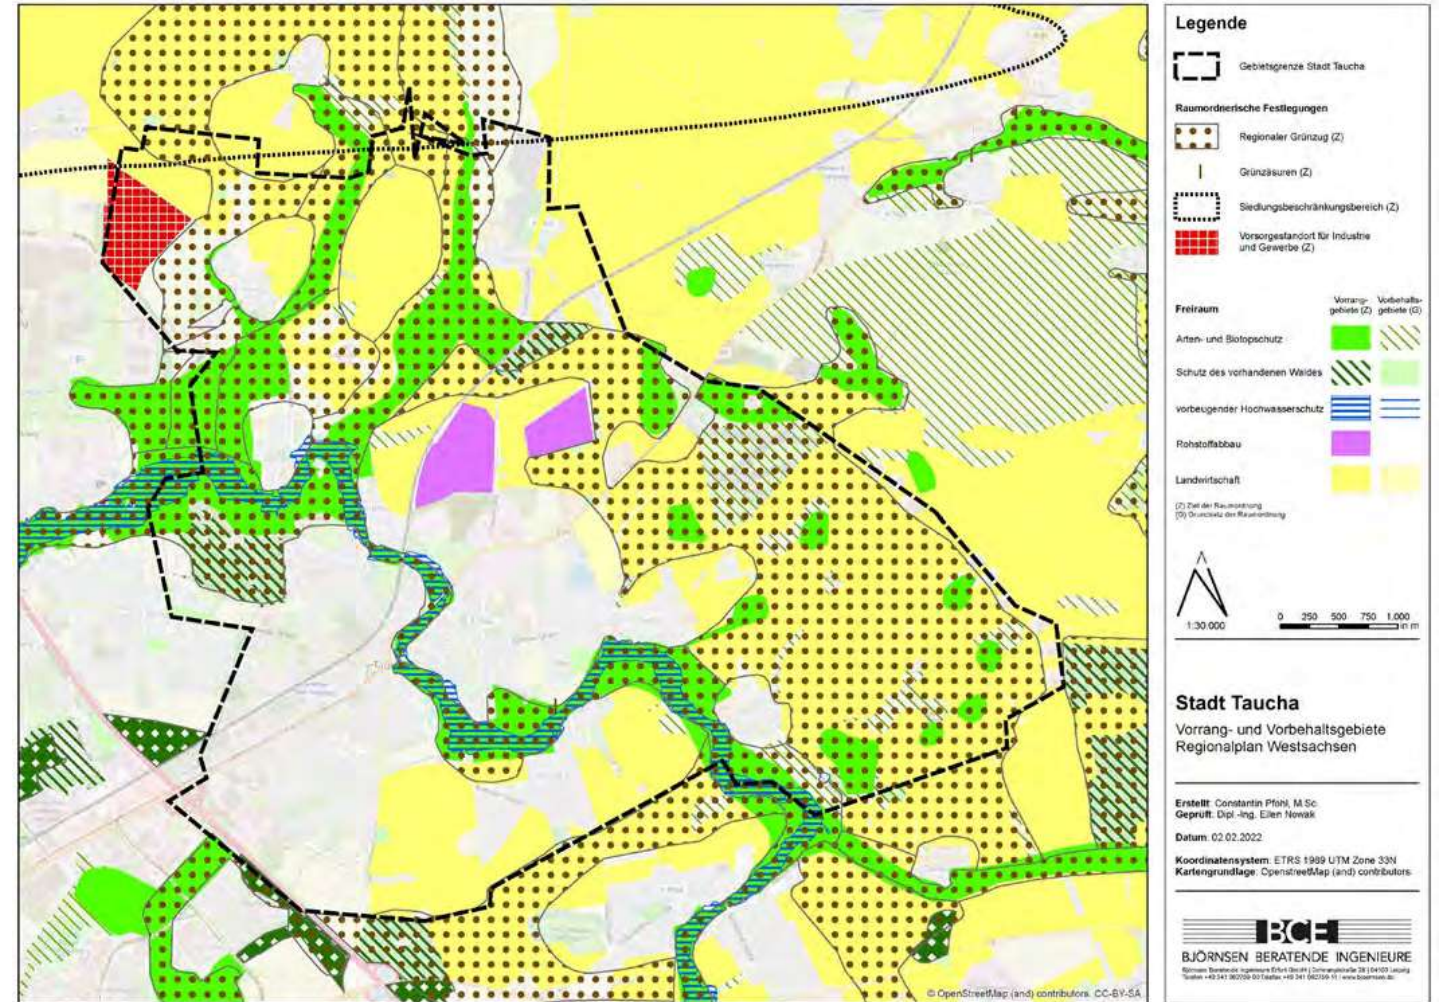 Legende
Gebietsgrenze Stadt Taucha
Raumordnerische Festlegungen
Regionaler Grünzug (Z)
Grünzäsuren (Z)
Siedlungsbeschränkungsbereich (Z)
Vorsorgestandort für Industrie
und Gewerbe (Z)
Freiraum
Vorrang-
gebiete (Z)
Vorbehalts-
gebiete (G)
Arten- und Biotopschutz
Schutz des vorhandenen Waldes
vorbeugender Hochwasserschutz
Rohstoffabbau
Landwirtschaft
(Z) Ziel der Raumordnung
(G) Grundsatz der Raumordnung
1:30.000
0 250 500 750 1.000
in m
Stadt Taucha
Vorrang- und Vorbehaltsgebiete
Regionalplan Westsachsen
Erstellt: Constantin Pfohl, M.Sc.
Geprüft: Dipl.-Ing. Ellen Nowak
Datum: 02.02.2022
Koordinatensystem: ETRS 1989 UTM Zone 33N
Kartengrundlage: OpenstreetMap (and) contributors
BCE
BJÖRNSEN BERATENDE INGENIEURE
© OpenStreetMap (and) contributors, CC-BY-SA